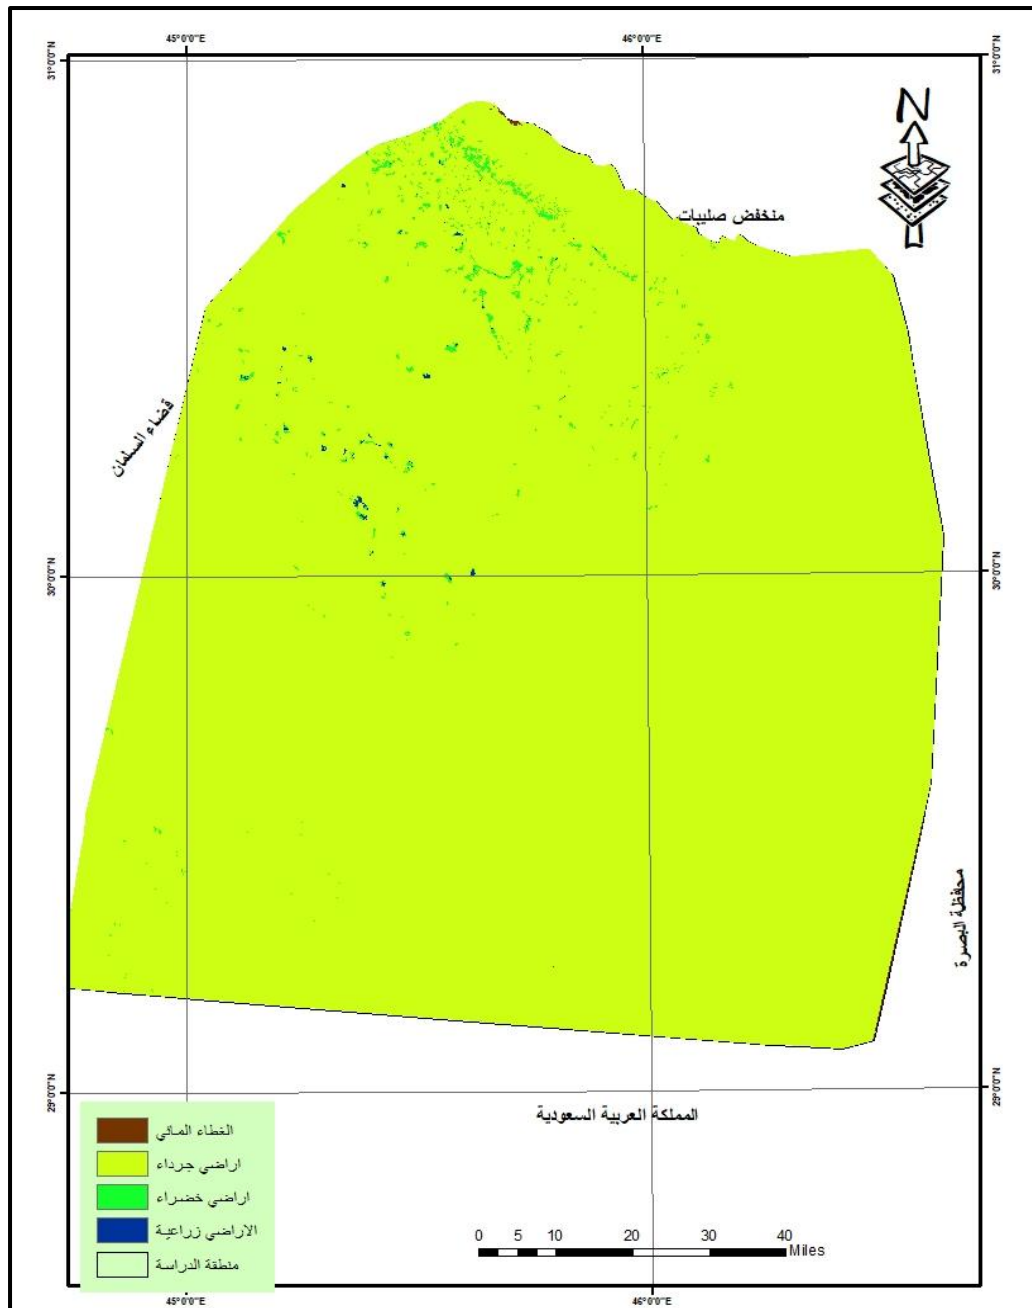 45°0'0"E
46°0'0"E
31°0'0"N
31°0'0"N
N
منخفض صليبات
قضاء السلمان
30°0'0"N
30°0'0"N
محافظة البصرة
29°0'0"N
29°0'0"N
المملكة العربية السعودية
الغطاء المائي
اراضي جرداء
اراضي خضراء
الاراضي زراعية
منطقة الدراسة
0 5 10 20 30 40
Miles
45°0'0"E
46°0'0"E